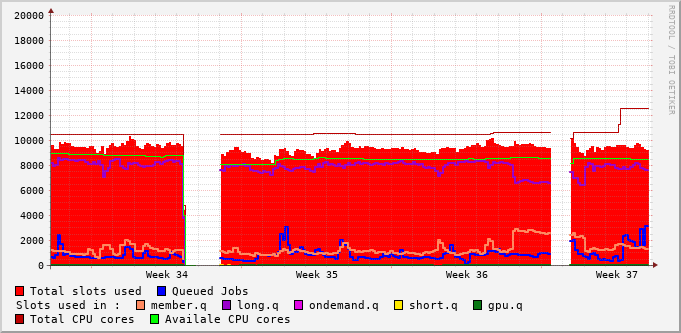 20000
18000
16000
14000
12000
10000
8000
6000
4000
2000
0
Week 34 Week 35 Week 36 Week 37
RRDTOOL / TOBI OETIKER
Total slots used Queued Jobs
Slots used in : member.q long.q ondemand.q short.q gpu.q
Total CPU cores Availale CPU cores